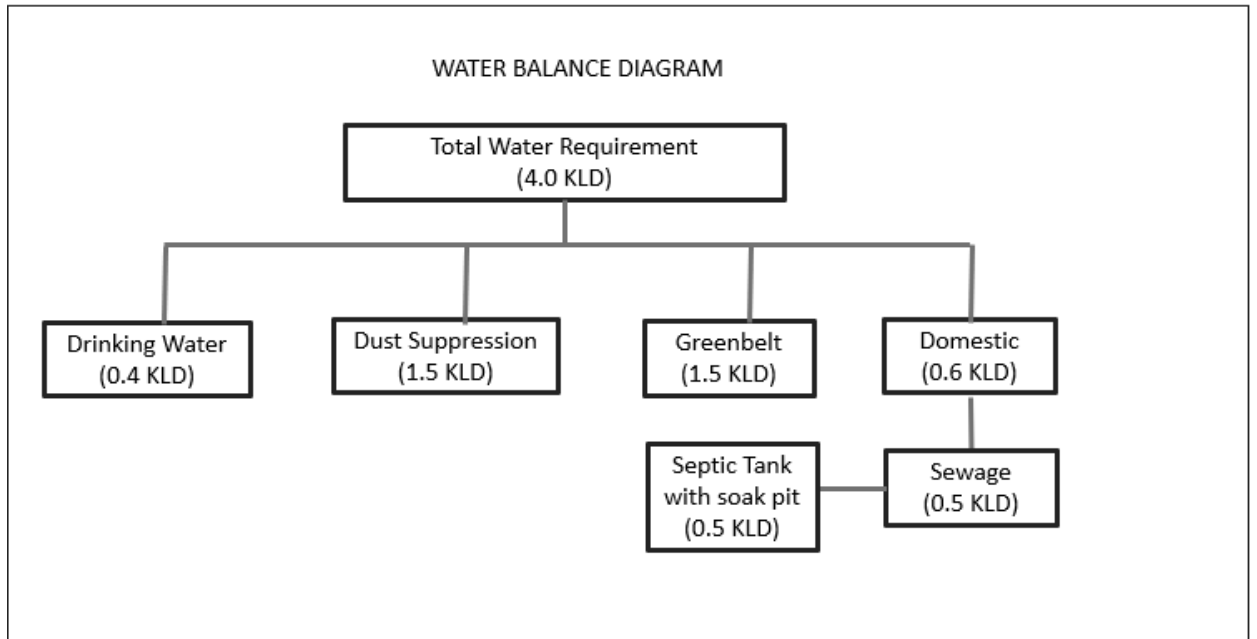 WATER BALANCE DIAGRAM
Total Water Requirement
(4.0 KLD)
Drinking Water
(0.4 KLD)
Dust Suppression
(1.5 KLD)
Greenbelt
(1.5 KLD)
Domestic
(0.6 KLD)
Septic Tank
with soak pit
(0.5 KLD)
Sewage
(0.5 KLD)